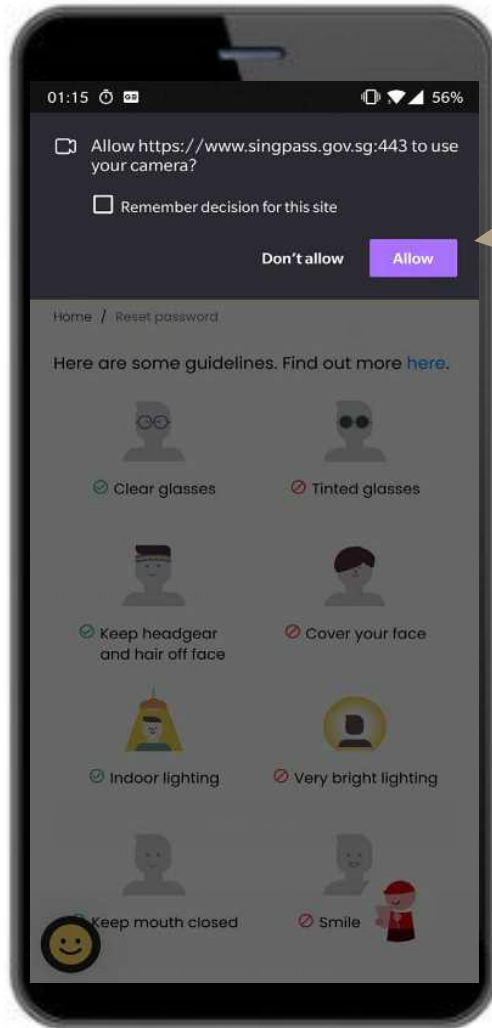 01:15 56%
Allow https://www.singpass.gov.sg:443 to use
your camera?
Remember decision for this site
Don't allow Allow
Home / Reset password
Here are some guidelines. Find out more here.
Clear glasses Tinted glasses
Keep headgear Cover your face
and hair off face
Indoor lighting Very bright lighting
Keep mouth closed Smile